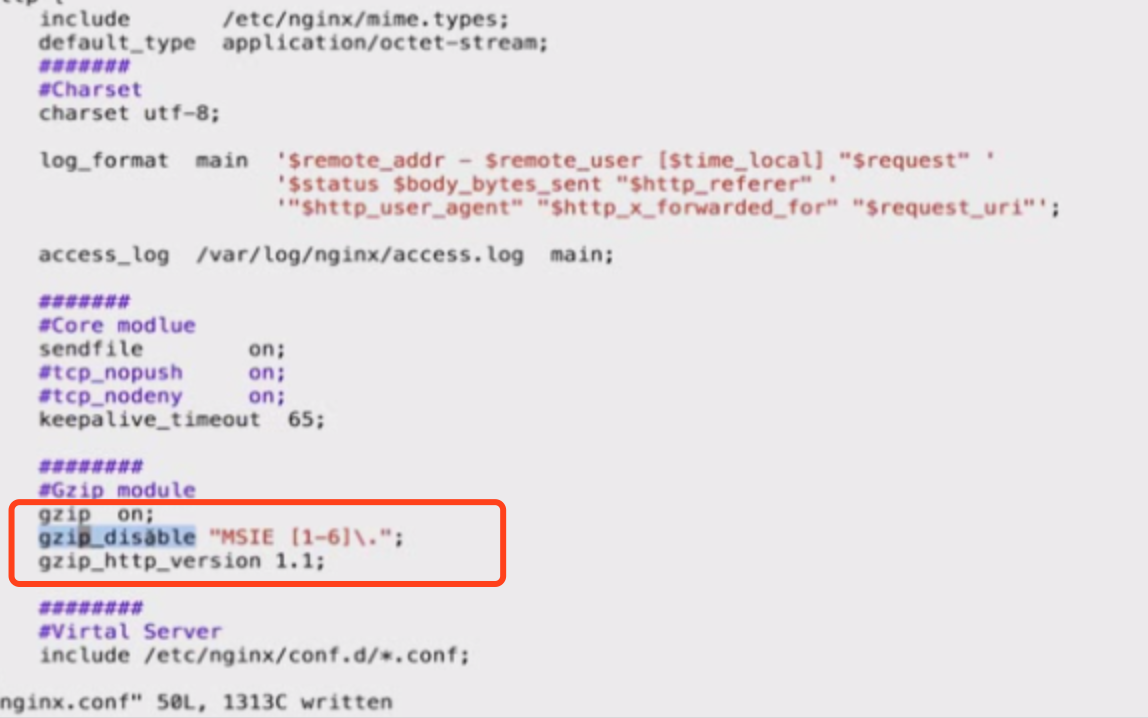 include       /etc/nginx/mime.types;
default_type  application/octet-stream;
#######
#Charset
charset utf-8;
log_format  main  '$remote_addr - $remote_user [$time_local] "$request" '
'$status $body_bytes_sent "$http_referer" '
'"$http_user_agent" "$http_x_forwarded_for" "$request_uri"';
access_log  /var/log/nginx/access.log  main;
#######
#Core modlue
sendfile        on;
#tcp_nopush     on;
#tcp_nodeny     on;
keepalive_timeout  65;
########
#Gzip module
gzip  on;
gzip_disable "MSIE [1-6]\.";
gzip_http_version 1.1;
########
#Virtal Server
include /etc/nginx/conf.d/*.conf;
nginx.conf" 50L, 1313C written